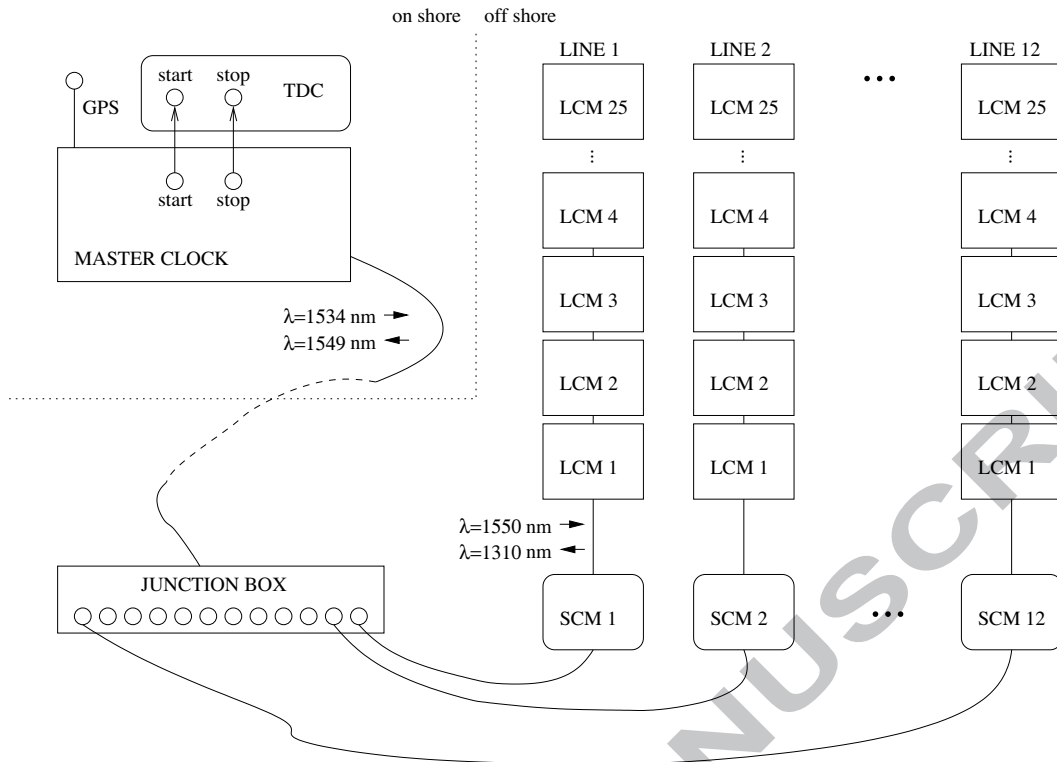 on shore
off shore
GPS
start
stop
TDC
start
stop
MASTER CLOCK
λ=1534 nm
λ=1549 nm
LINE 1
LINE 2
LINE 12
LCM 25
LCM 25
LCM 25
LCM 4
LCM 4
LCM 4
LCM 3
LCM 3
LCM 3
LCM 2
LCM 2
LCM 2
LCM 1
LCM 1
LCM 1
λ=1550 nm
λ=1310 nm
JUNCTION BOX
SCM 1
SCM 2
SCM 12